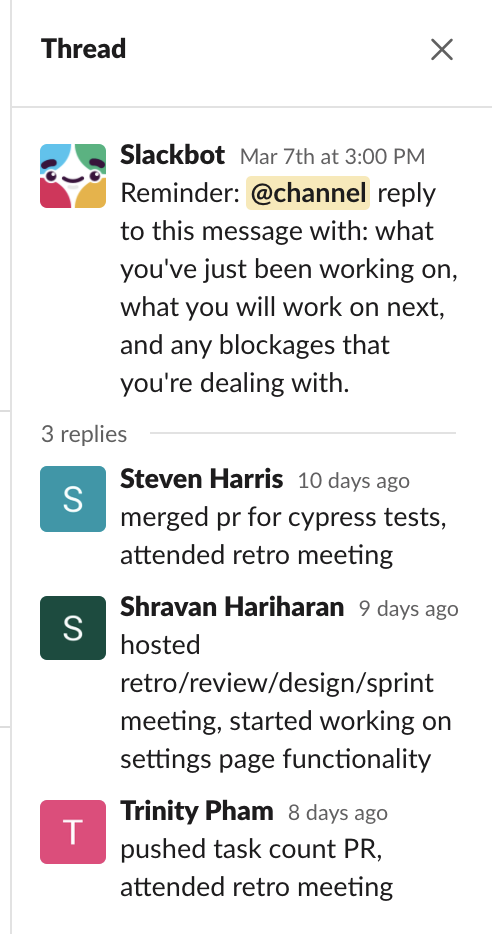 Thread
Slackbot Mar 7th at 3:00 PM
Reminder: @channel reply
to this message with: what
you've just been working on,
what you will work on next,
and any blockages that
you're dealing with.
3 replies
S
Steven Harris 10 days ago
merged pr for cypress tests,
attended retro meeting
S
Shravan Hariharan 9 days ago
hosted
retro/review/design/sprint
meeting, started working on
settings page functionality
T
Trinity Pham 8 days ago
pushed task count PR,
attended retro meeting